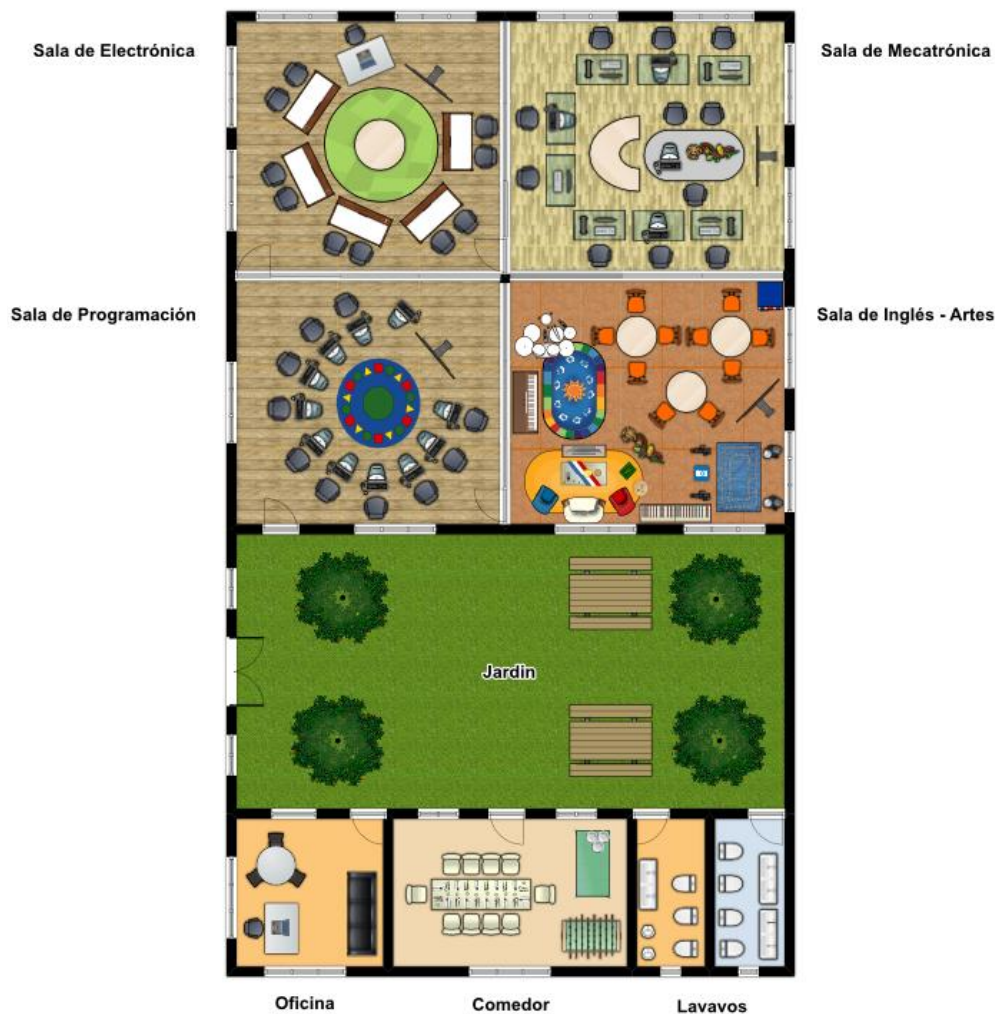 Sala de Electrónica
Sala de Mecatrónica
Sala de Programación
Sala de Inglés - Artes
Jardin
Oficina
Comedor
Lavavos